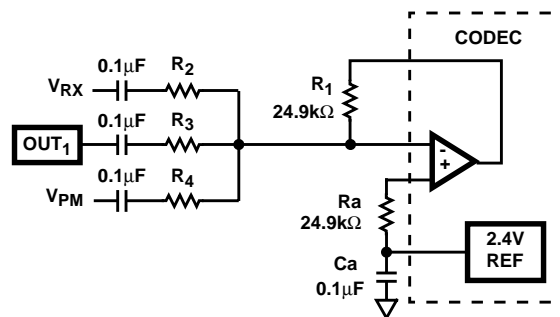 CODEC
0.1μF
R2
VRX
R1
24.9kΩ
0.1μF
R3
OUT1
-
+
0.1μF
R4
VPM
Ra
24.9kΩ
2.4V
REF
Ca
0.1μF